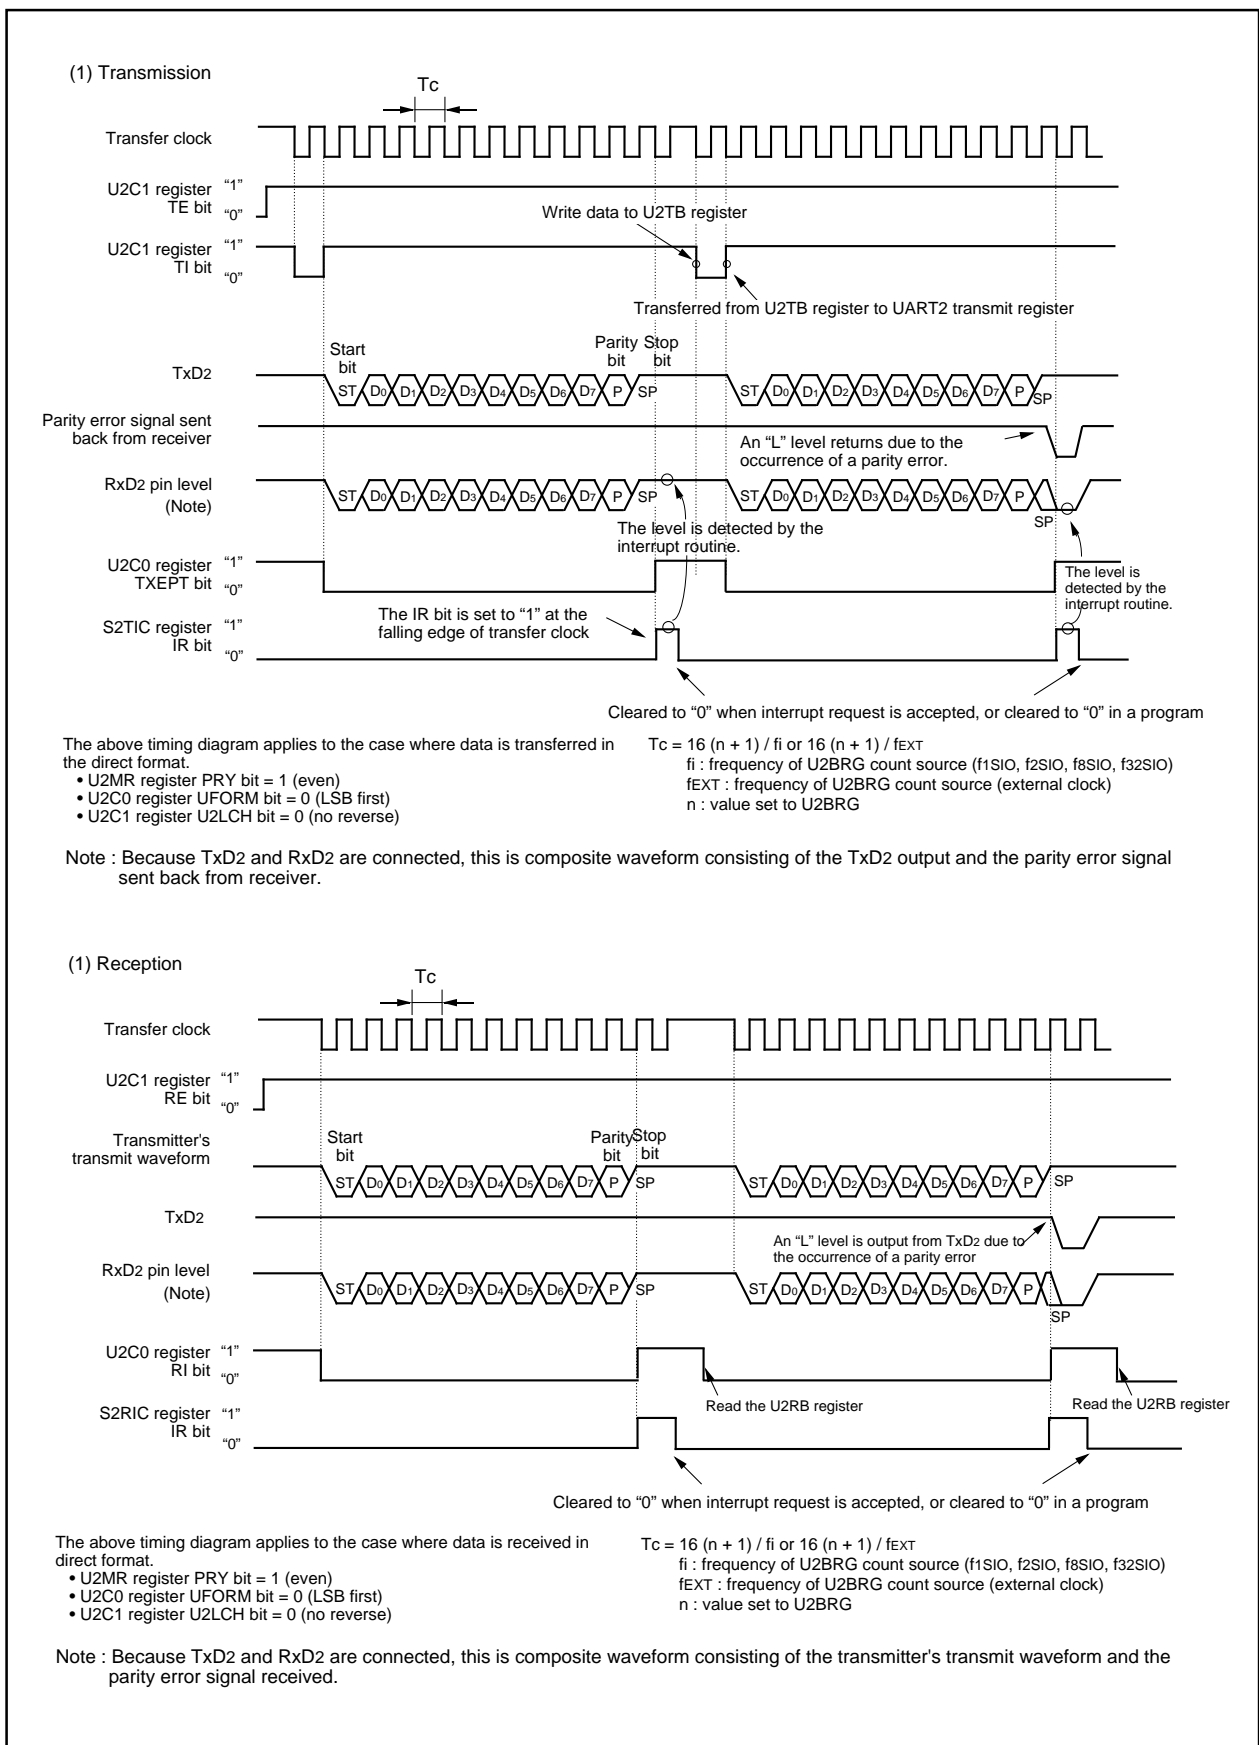 (1) Transmission
Tc
Transfer clock
U2C1 register “1”
TE bit “0”
Write data to U2TB register
U2C1 register “1”
TI bit “0”
Transferred from U2TB register to UART2 transmit register
Start bit
Parity bit
Stop bit
TxD2
ST D0 D1 D2 D3 D4 D5 D6 D7 P SP ST D0 D1 D2 D3 D4 D5 D6 D7 P SP
Parity error signal sent
back from receiver
An “L” level returns due to the
occurrence of a parity error.
RxD2 pin level
(Note)
ST D0 D1 D2 D3 D4 D5 D6 D7 P SP ST D0 D1 D2 D3 D4 D5 D6 D7 P SP
The level is detected by the
interrupt routine.
U2C0 register “1”
TXEPT bit “0”
The level is
detected by the
interrupt routine.
The IR bit is set to “1” at the
falling edge of transfer clock
S2TIC register “1”
IR bit “0”
Cleared to “0” when interrupt request is accepted, or cleared to “0” in a program
The above timing diagram applies to the case where data is transferred in
the direct format.
• U2MR register PRY bit = 1 (even)
• U2C0 register UFORM bit = 0 (LSB first)
• U2C1 register U2LCH bit = 0 (no reverse)
Tc = 16 (n + 1) / fi or 16 (n + 1) / fEXT
fi : frequency of U2BRG count source (f1SIO, f2SIO, f8SIO, f32SIO)
fEXT : frequency of U2BRG count source (external clock)
n : value set to U2BRG
Note : Because TxD2 and RxD2 are connected, this is composite waveform consisting of the TxD2 output and the parity error signal
sent back from receiver.
(1) Reception
Tc
Transfer clock
U2C1 register “1”
RE bit “0”
Start bit
Parity bit
Stop bit
Transmitter's
transmit waveform
ST D0 D1 D2 D3 D4 D5 D6 D7 P SP ST D0 D1 D2 D3 D4 D5 D6 D7 P SP
TxD2
An “L” level is output from TxD2 due to
the occurrence of a parity error
RxD2 pin level
(Note)
ST D0 D1 D2 D3 D4 D5 D6 D7 P SP ST D0 D1 D2 D3 D4 D5 D6 D7 P SP
U2C0 register “1”
RI bit “0”
Read the U2RB register
Read the U2RB register
S2RIC register “1”
IR bit “0”
Cleared to “0” when interrupt request is accepted, or cleared to “0” in a program
The above timing diagram applies to the case where data is received in
direct format.
• U2MR register PRY bit = 1 (even)
• U2C0 register UFORM bit = 0 (LSB first)
• U2C1 register U2LCH bit = 0 (no reverse)
Tc = 16 (n + 1) / fi or 16 (n + 1) / fEXT
fi : frequency of U2BRG count source (f1SIO, f2SIO, f8SIO, f32SIO)
fEXT : frequency of U2BRG count source (external clock)
n : value set to U2BRG
Note : Because TxD2 and RxD2 are connected, this is composite waveform consisting of the transmitter's transmit waveform and the
parity error signal received.